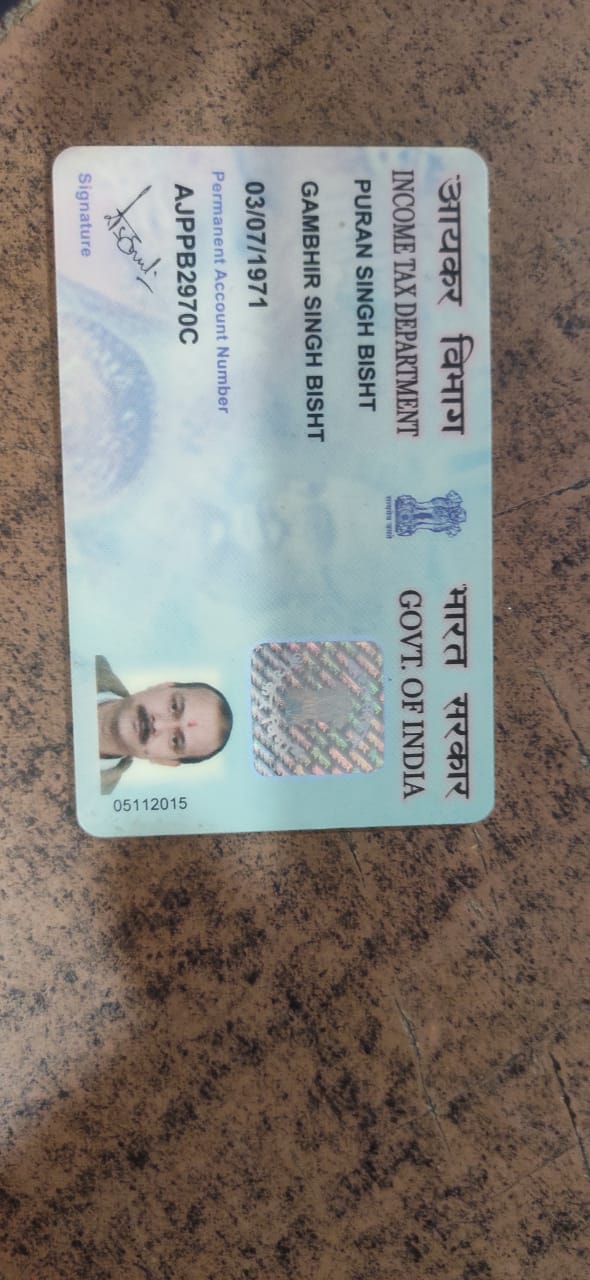 आयकर विभाग
INCOME TAX DEPARTMENT
भारत सरकार
GOVT. OF INDIA
सत्यमेव जयते
PURAN SINGH BISHT
GAMBHIR SINGH BISHT
03/07/1971
Permanent Account Number
AJPPB2970C
Signature
05112015